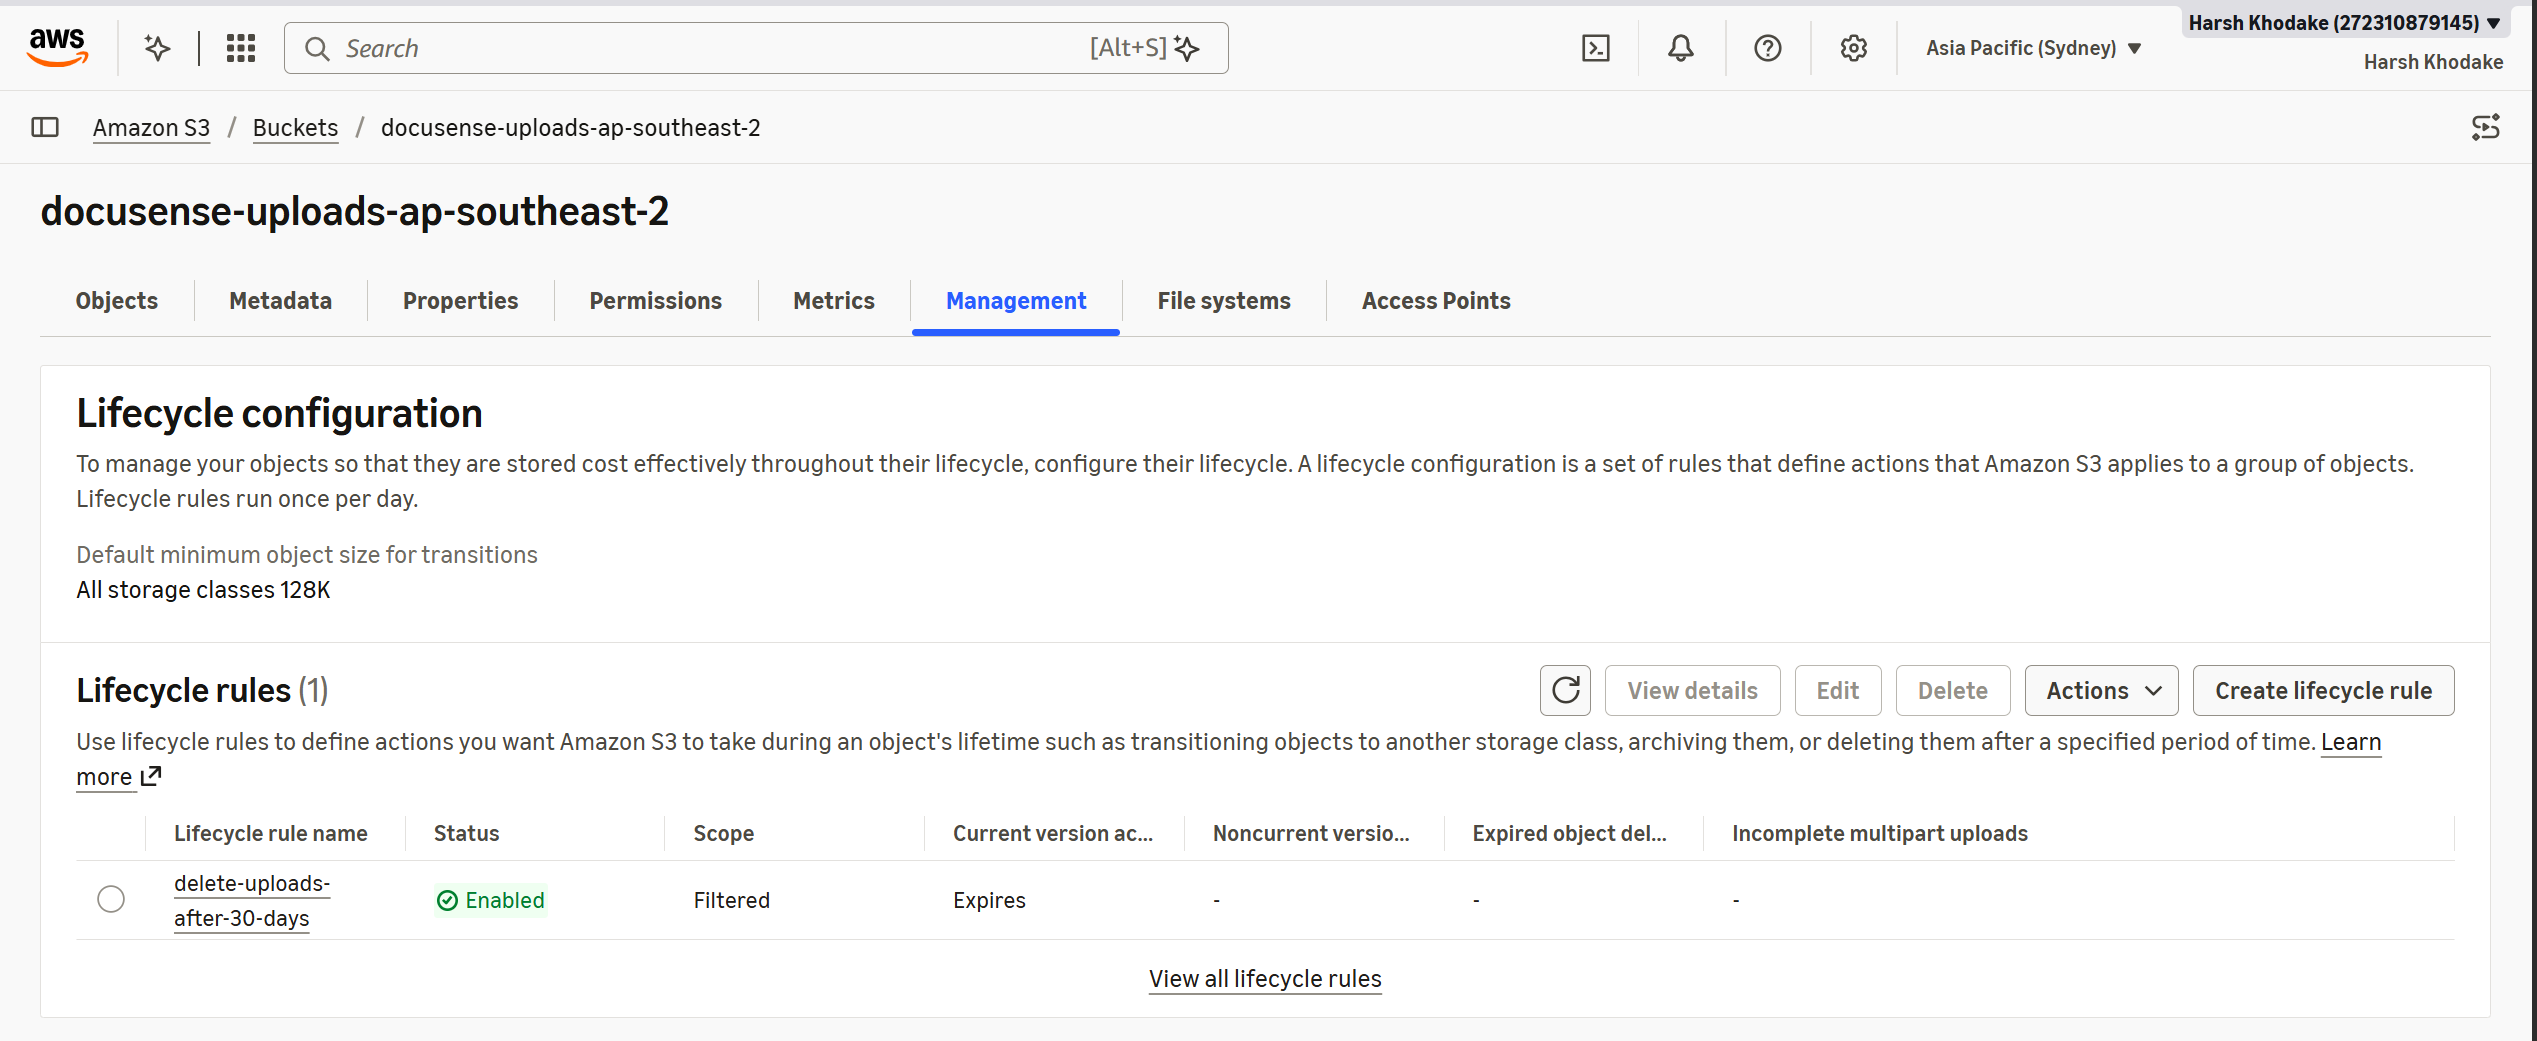 aws
Search
[Alt+S]
Asia Pacific (Sydney)
Harsh Khodake (272310879145)
Harsh Khodake
Amazon S3 / Buckets / docusense-uploads-ap-southeast-2
docusense-uploads-ap-southeast-2
Objects
Metadata
Properties
Permissions
Metrics
Management
File systems
Access Points
Lifecycle configuration
To manage your objects so that they are stored cost effectively throughout their lifecycle, configure their lifecycle. A lifecycle configuration is a set of rules that define actions that Amazon S3 applies to a group of objects.
Lifecycle rules run once per day.
Default minimum object size for transitions
All storage classes 128K
Lifecycle rules (1)
View details
Edit
Delete
Actions
Create lifecycle rule
Use lifecycle rules to define actions you want Amazon S3 to take during an object's lifetime such as transitioning objects to another storage class, archiving them, or deleting them after a specified period of time. Learn
more
Lifecycle rule name
Status
Scope
Current version ac...
Noncurrent versio...
Expired object del...
Incomplete multipart uploads
delete-uploads-
after-30-days
Enabled
Filtered
Expires
-
-
-
View all lifecycle rules